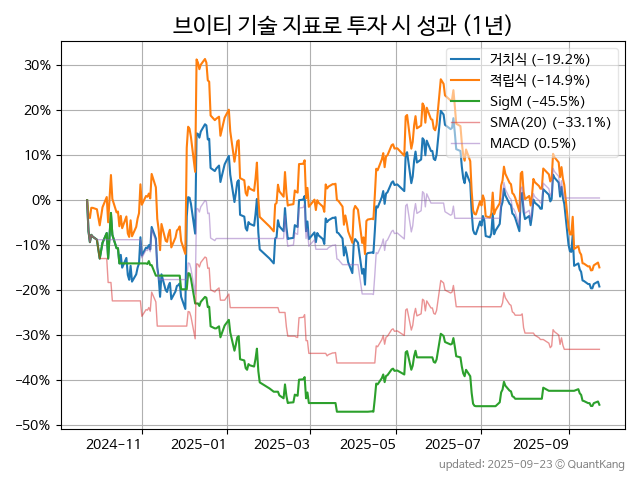 브이티 기술 지표로 투자 시 성과 (1년)
거치식 (−19.2%)
적립식 (−14.9%)
SigM (−45.5%)
SMA(20) (−33.1%)
MACD (0.5%)
30%
20%
10%
0%
−10%
−20%
−30%
−40%
−50%
2024-11 2025-01 2025-03 2025-05 2025-07 2025-09
updated: 2025-09-23 ⓒ QuantKang